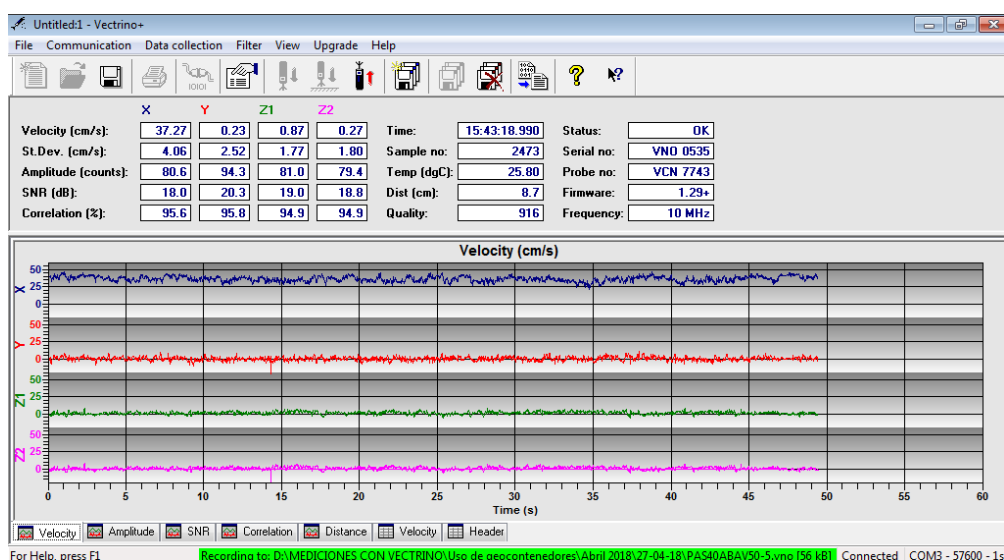 Untitled:1 - Vectrino+
File Communication Data collection Filter View Upgrade Help
X Y Z1 Z2
Velocity (cm/s): 37.27 0.23 0.87 0.27 Time: 15:43:18.990 Status: OK
St.Dev. (cm/s): 4.06 2.52 1.77 1.80 Sample no: 2473 Serial no: VNO 0535
Amplitude (counts): 80.6 94.3 81.0 79.4 Temp (dgC): 25.80 Probe no: VCN 7743
SNR (dB): 18.0 20.3 19.0 18.8 Dist (cm): 8.7 Firmware: 1.29+
Correlation (%): 95.6 95.8 94.9 94.9 Quality: 916 Frequency: 10 MHz
Velocity (cm/s)
50
X 25
0
50
Y 25
0
50
Z1 25
0
50
Z2 25
0
0 5 10 15 20 25 30 35 40 45 50 55 60
Time (s)
Velocity Amplitude SNR Correlation Distance Velocity Header
For Help, press F1 Recording to: D:\MEDICIONES CON VECTRINO\Uso de geocontenedores\Abril 2018\27-04-18\PAS40ABAV50-5.vno [56 kB] Connected COM3 - 57600 - 1s